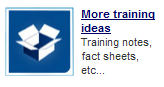 More training
ideas
Training notes,
fact sheets,
etc...